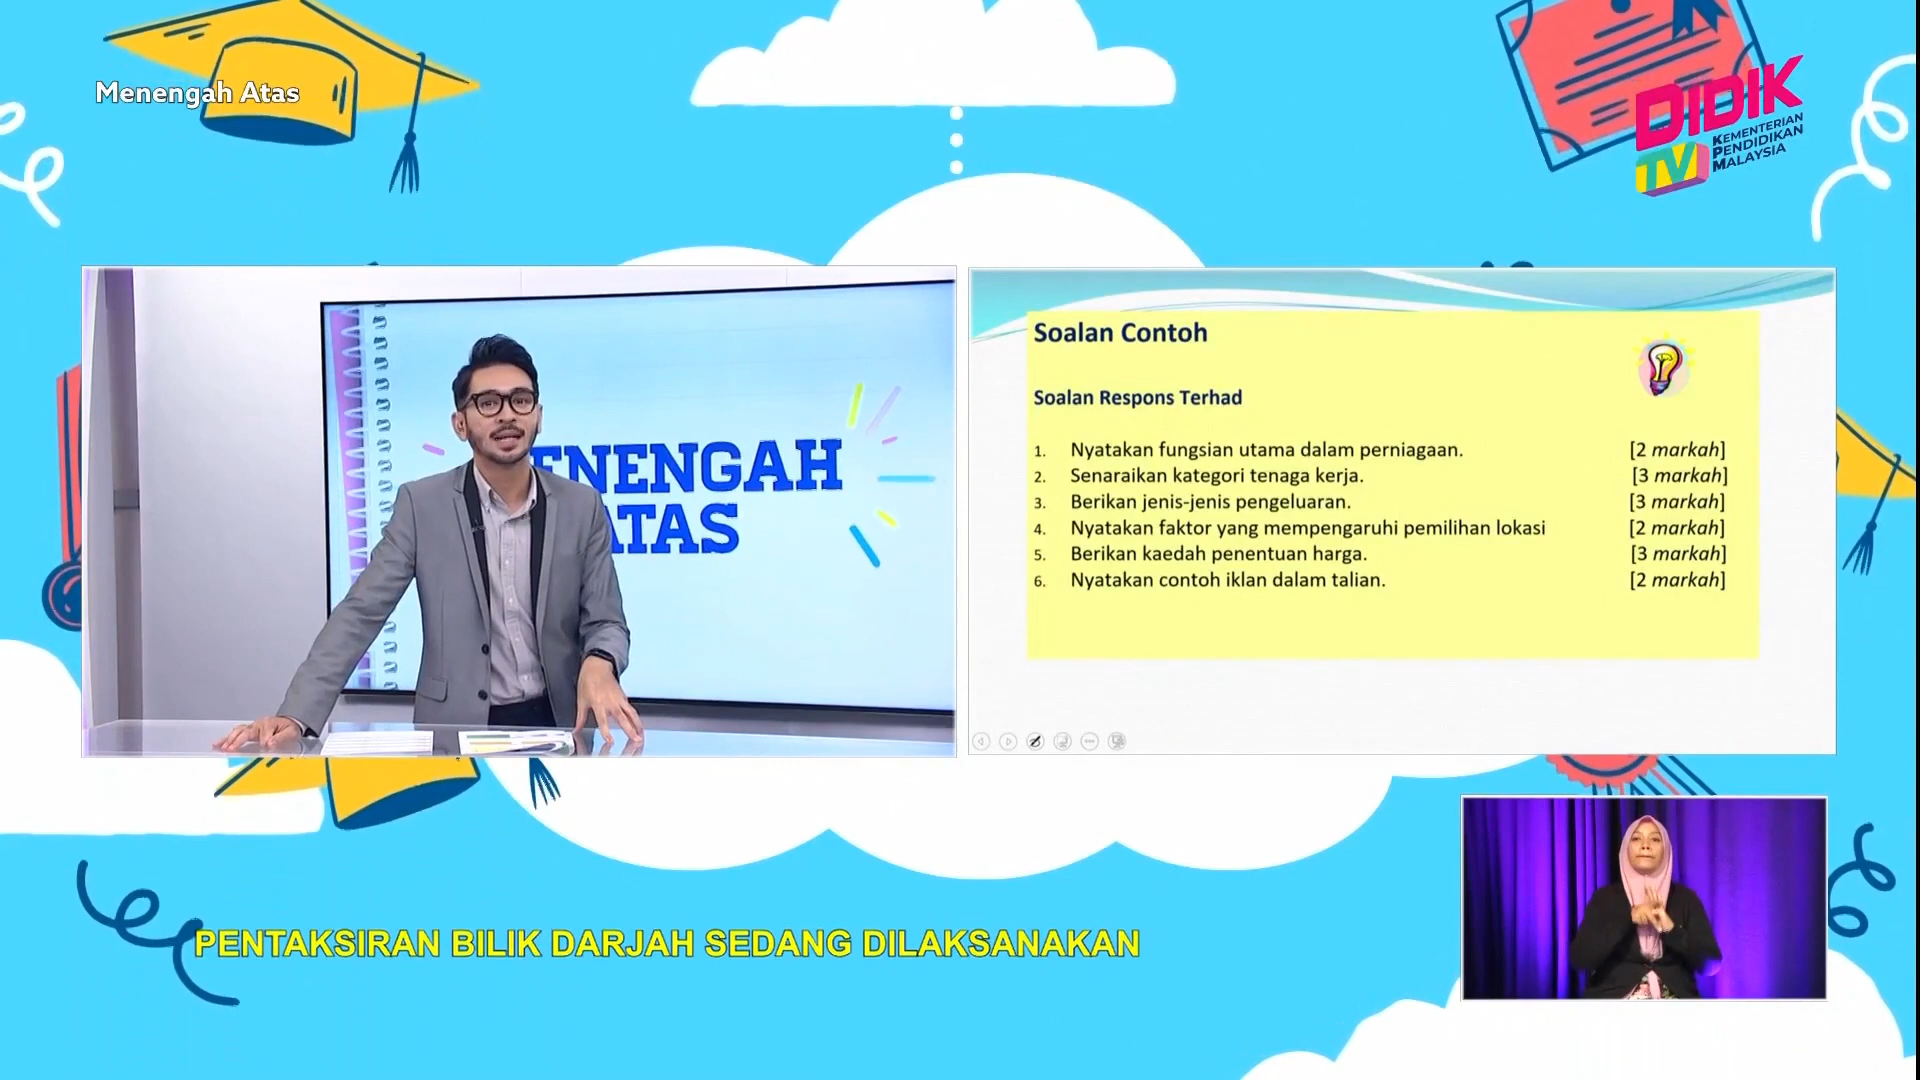 Menengah Atas
DIDIK
TV
KEMENTERIAN
PENDIDIKAN
MALAYSIA
ENENGAH
ATAS
Soalan Contoh
Soalan Respons Terhad
1. Nyatakan fungsian utama dalam perniagaan. [2 markah]
2. Senaraikan kategori tenaga kerja. [3 markah]
3. Berikan jenis-jenis pengeluaran. [3 markah]
4. Nyatakan faktor yang mempengaruhi pemilihan lokasi [2 markah]
5. Berikan kaedah penentuan harga. [3 markah]
6. Nyatakan contoh iklan dalam talian. [2 markah]
PENTAKSIRAN BILIK DARJAH SEDANG DILAKSANAKAN